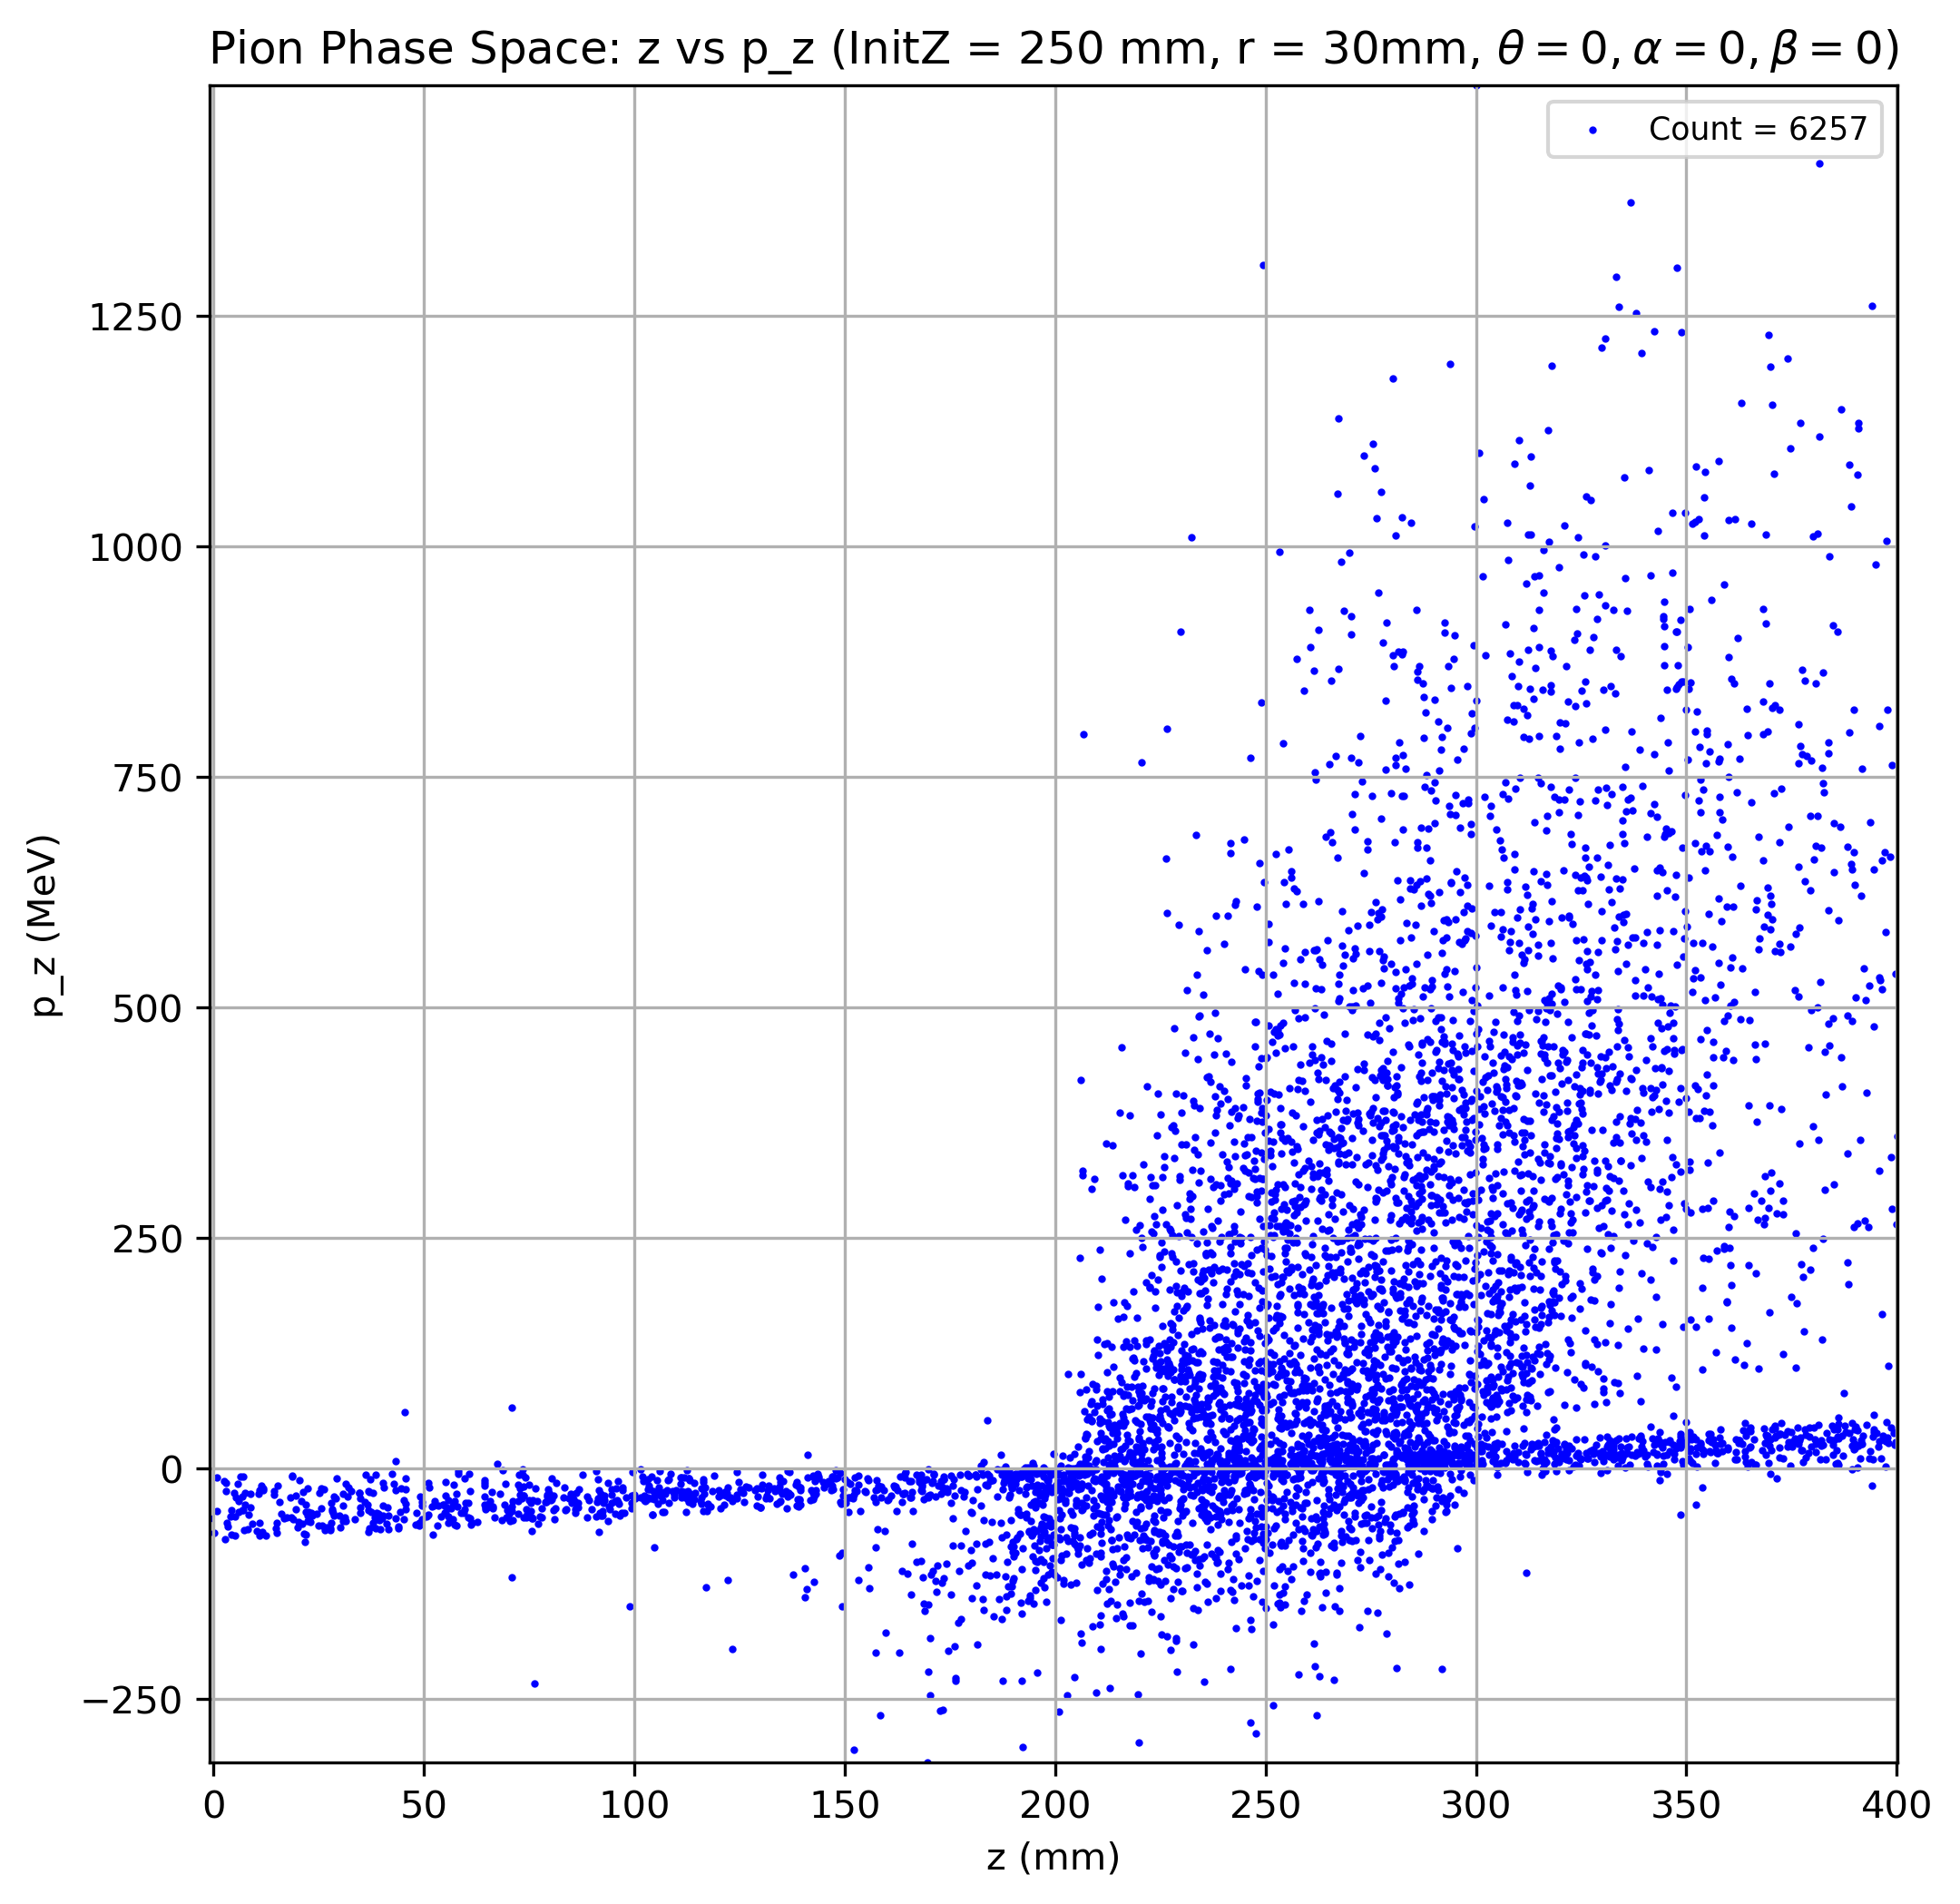 Pion Phase Space: z vs p_z (InitZ = 250 mm, r = 30mm, θ = 0, α = 0, β = 0)
Count = 6257
1250
1000
750
500
250
0
−250
p_z (MeV)
0 50 100 150 200 250 300 350 400
z (mm)